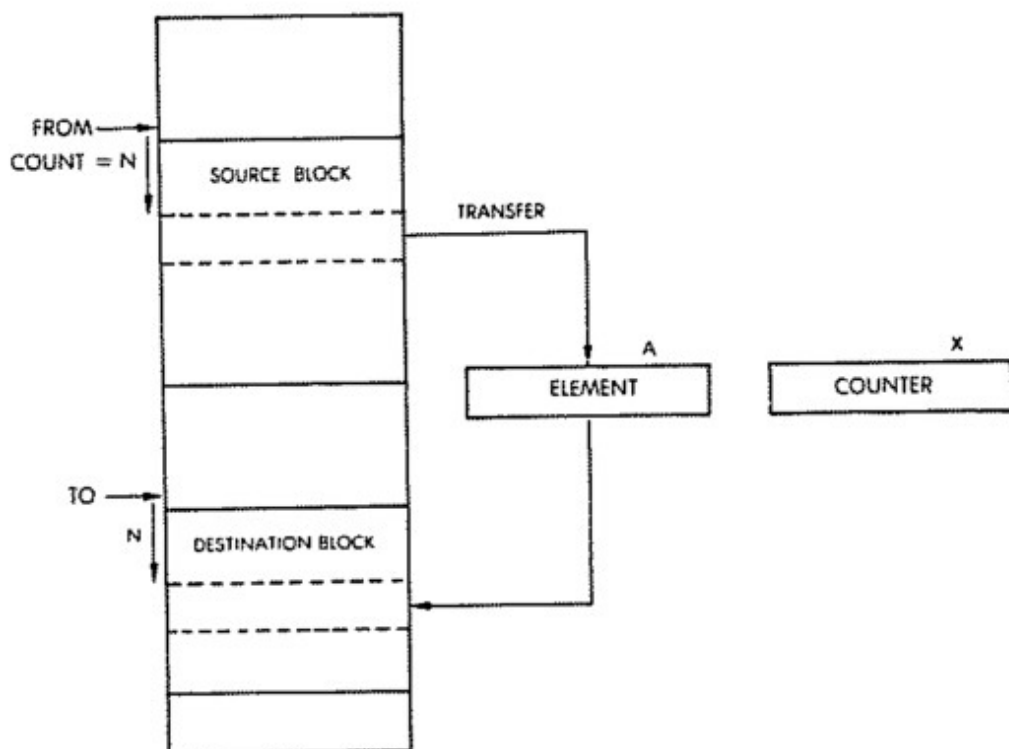 FROM
COUNT = N
SOURCE BLOCK
TRANSFER
A
X
ELEMENT
COUNTER
TO
N
DESTINATION BLOCK